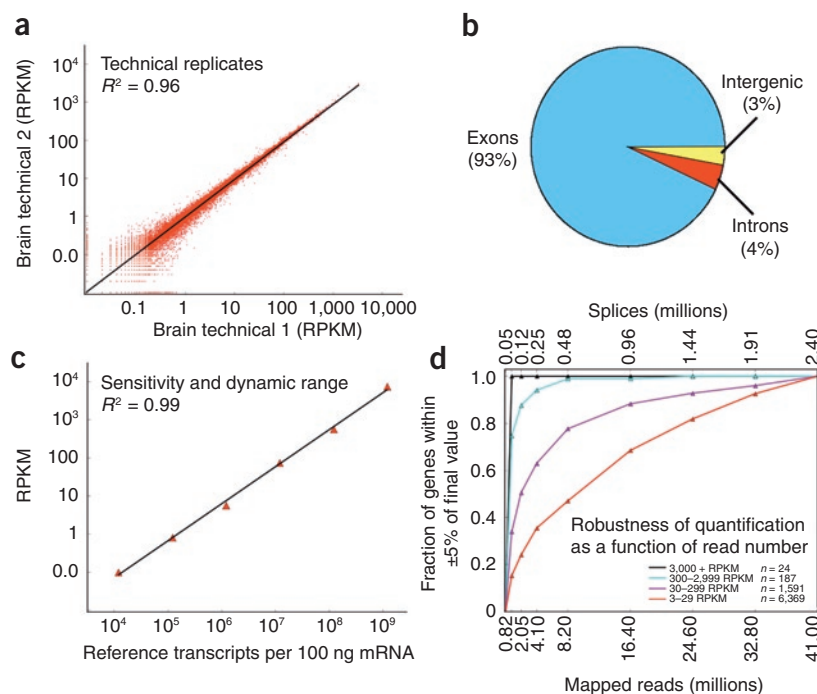 a
Technical replicates
R² = 0.96
Brain technical 2 (RPKM)
10⁴
10³
100
10
1
0.0
0.1
1
10
100
1,000
10,000
Brain technical 1 (RPKM)
b
Exons
(93%)
Intergenic
(3%)
Introns
(4%)
c
Sensitivity and dynamic range
R² = 0.99
RPKM
10⁴
10³
100
10
1
0.0
10⁴
10⁵
10⁶
10⁷
10⁸
10⁹
Reference transcripts per 100 ng mRNA
d
Splices (millions)
0.05
0.12
0.25
0.48
0.96
1.44
1.91
2.40
Fraction of genes within
±5% of final value
1.0
0.8
0.6
0.4
0.2
0
Robustness of quantification
as a function of read number
3,000 + RPKM n = 24
300–2,999 RPKM n = 187
30–299 RPKM n = 1,591
3–29 RPKM n = 6,369
0.82
2.05
4.10
8.20
16.40
24.60
32.80
41.00
Mapped reads (millions)